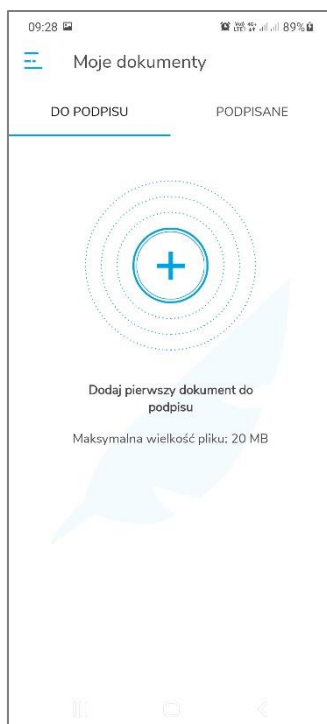 09:28 89%
Moje dokumenty
DO PODPISU PODPISANE
Dodaj pierwszy dokument do
podpisu
Maksymalna wielkość pliku: 20 MB